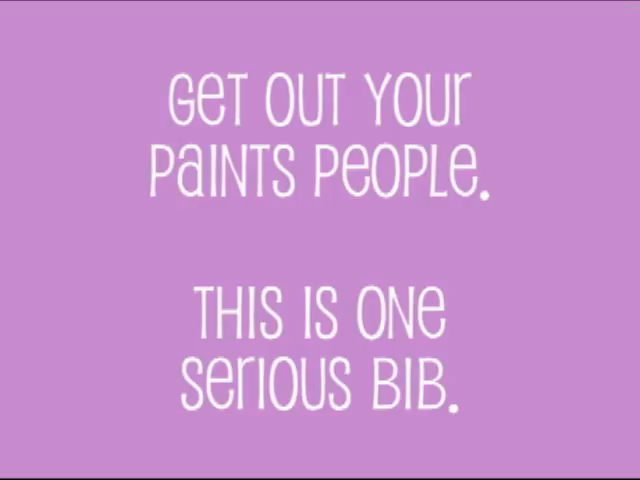 GeT OUT YOUr
PaINTS PeOPLe.
THIS IS ONe
SerIOUS BIB.